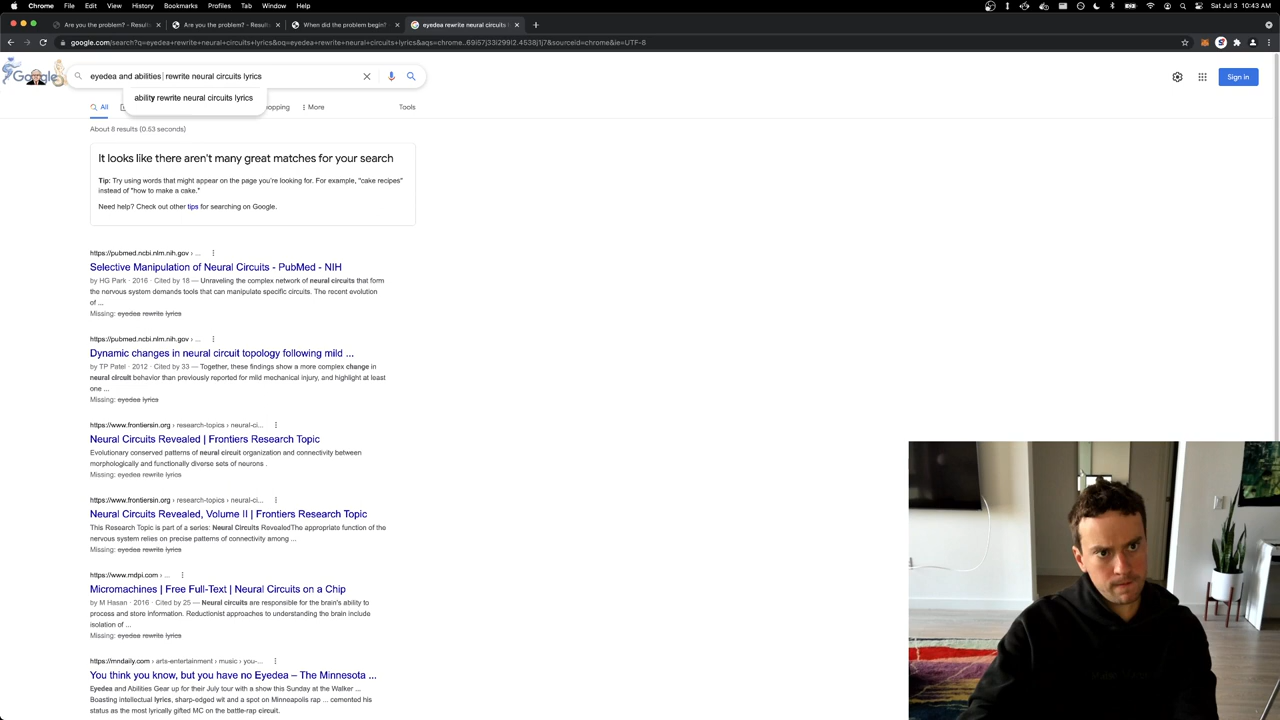 Chrome File Edit View History Bookmarks Profiles Tab Window Help
Sat Jul 3 10:43 AM
Are you the problem? - Results
Are you the problem? - Results
When did the problem begin?
eyedea rewrite neural circuits l
google.com/search?q=eyedea+rewrite+neural+circuits+lyrics&oq=eyedea+rewrite+neural+circuits+lyrics&aqs=chrome..69i57j33i299l2.4538j1j7&sourceid=chrome&ie=UTF-8
Google
eyedea and abilities rewrite neural circuits lyrics
Sign in
ability rewrite neural circuits lyrics
All
opping
More
Tools
About 8 results (0.53 seconds)
It looks like there aren't many great matches for your search
Tip: Try using words that might appear on the page you're looking for. For example, "cake recipes"
instead of "how to make a cake."
Need help? Check out other tips for searching on Google.
https://pubmed.ncbi.nlm.nih.gov › ...
Selective Manipulation of Neural Circuits - PubMed - NIH
by HG Park · 2016 · Cited by 18 — Unraveling the complex network of neural circuits that form
the nervous system demands tools that can manipulate specific circuits. The recent evolution
of ...
Missing: eyedea rewrite lyrics
https://pubmed.ncbi.nlm.nih.gov › ...
Dynamic changes in neural circuit topology following mild ...
by TP Patel · 2012 · Cited by 33 — Together, these findings show a more complex change in
neural circuit behavior than previously reported for mild mechanical injury, and highlight at least
one ...
Missing: eyedea lyrics
https://www.frontiersin.org › research-topics › neural-ci...
Neural Circuits Revealed | Frontiers Research Topic
Evolutionary conserved patterns of neural circuit organization and connectivity between
morphologically and functionally diverse sets of neurons .
Missing: eyedea rewrite lyrics
https://www.frontiersin.org › research-topics › neural-ci...
Neural Circuits Revealed, Volume II | Frontiers Research Topic
This Research Topic is part of a series: Neural Circuits RevealedThe appropriate function of the
nervous system relies on precise patterns of connectivity among ...
Missing: eyedea rewrite lyrics
https://www.mdpi.com › ...
Micromachines | Free Full-Text | Neural Circuits on a Chip
by M Hasan · 2016 · Cited by 25 — Neural circuits are responsible for the brain's ability to
process and store information. Reductionist approaches to understanding the brain include
isolation of ...
Missing: eyedea rewrite lyrics
https://mndaily.com › arts-entertainment › music › you-...
You think you know, but you have no Eyedea – The Minnesota ...
Eyedea and Abilities Gear up for their July tour with a show this Sunday at the Walker ...
Boasting intellectual lyrics, sharp-edged wit and a spot on Minneapolis rap ... cemented his
status as the most lyrically gifted MC on the battle-rap circuit.